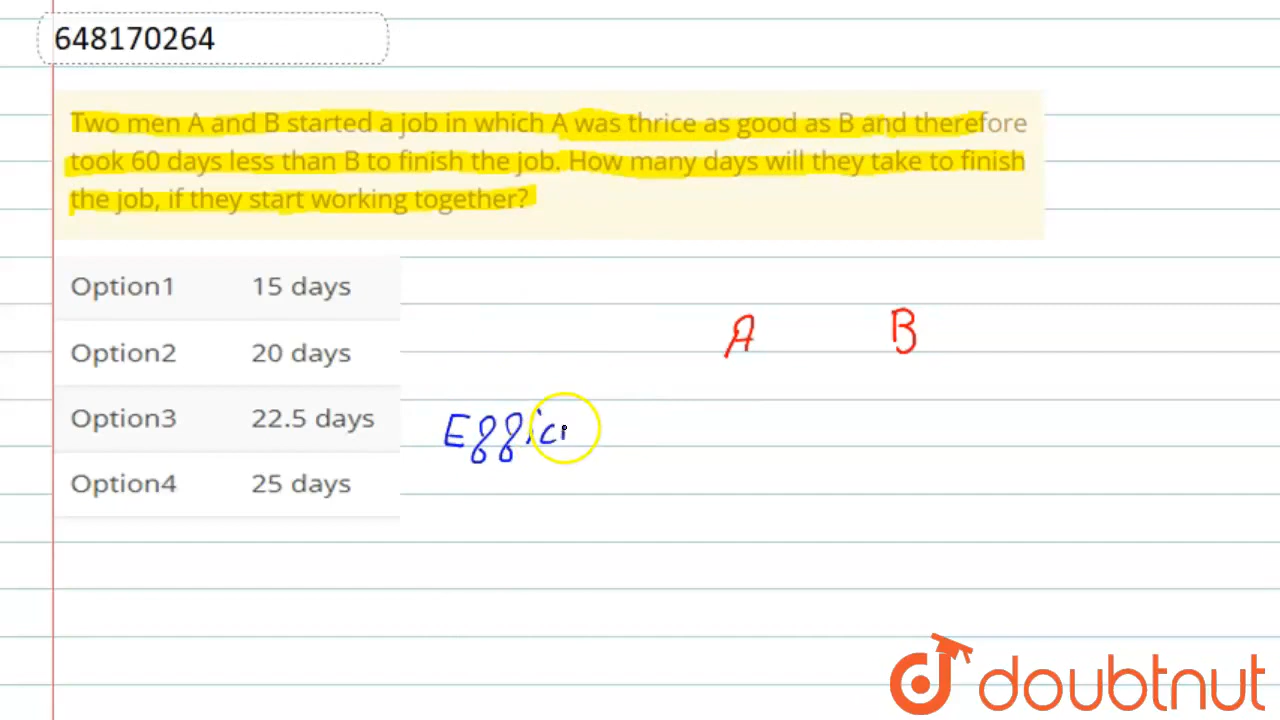 648170264
Two men A and B started a job in which A was thrice as good as B and therefore
took 60 days less than B to finish the job. How many days will they take to finish
the job, if they start working together?
Option1 15 days
Option2 20 days
Option3 22.5 days
Option4 25 days
A B
Effici
doubtnut